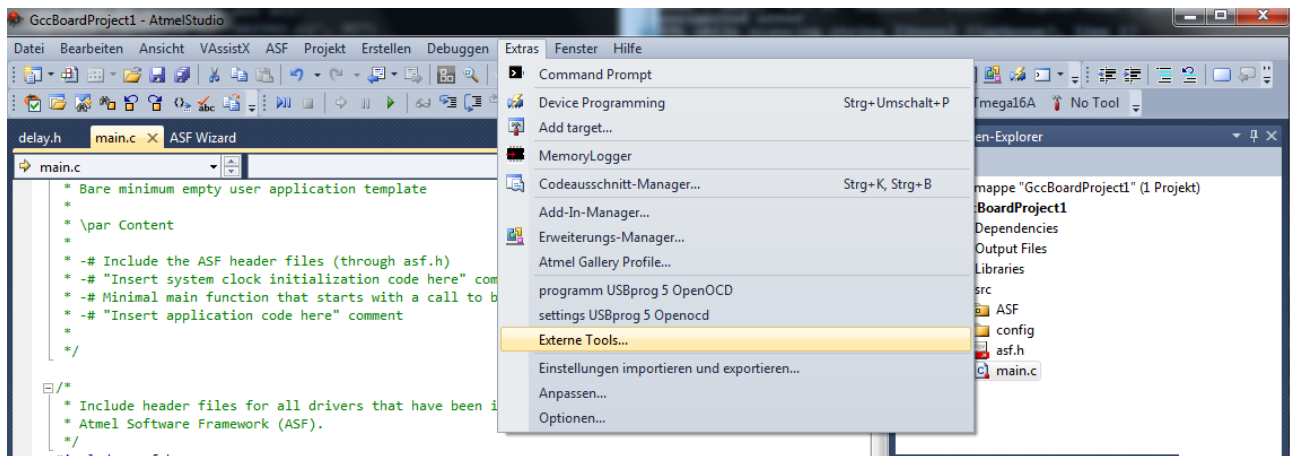 GccBoardProject1 - AtmelStudio
Datei Bearbeiten Ansicht VAssistX ASF Projekt Erstellen Debuggen Extras Fenster Hilfe
Command Prompt
Device Programming Strg+Umschalt+P
Add target...
MemoryLogger
Codeausschnitt-Manager... Strg+K, Strg+B
Add-In-Manager...
Erweiterungs-Manager...
Atmel Gallery Profile...
programm USBprog 5 OpenOCD
settings USBprog 5 Openocd
Externe Tools...
Einstellungen importieren und exportieren...
Anpassen...
Optionen...
Tmega16A No Tool
delay.h main.c ASF Wizard
main.c
* Bare minimum empty user application template
*
* \par Content
*
* -# Include the ASF header files (through asf.h)
* -# "Insert system clock initialization code here" com
* -# Minimal main function that starts with a call to b
* -# "Insert application code here" comment
*
*/
/*
* Include header files for all drivers that have been i
* Atmel Software Framework (ASF).
*/
en-Explorer
mappe "GccBoardProject1" (1 Projekt)
cBoardProject1
Dependencies
Output Files
Libraries
src
ASF
config
asf.h
main.c